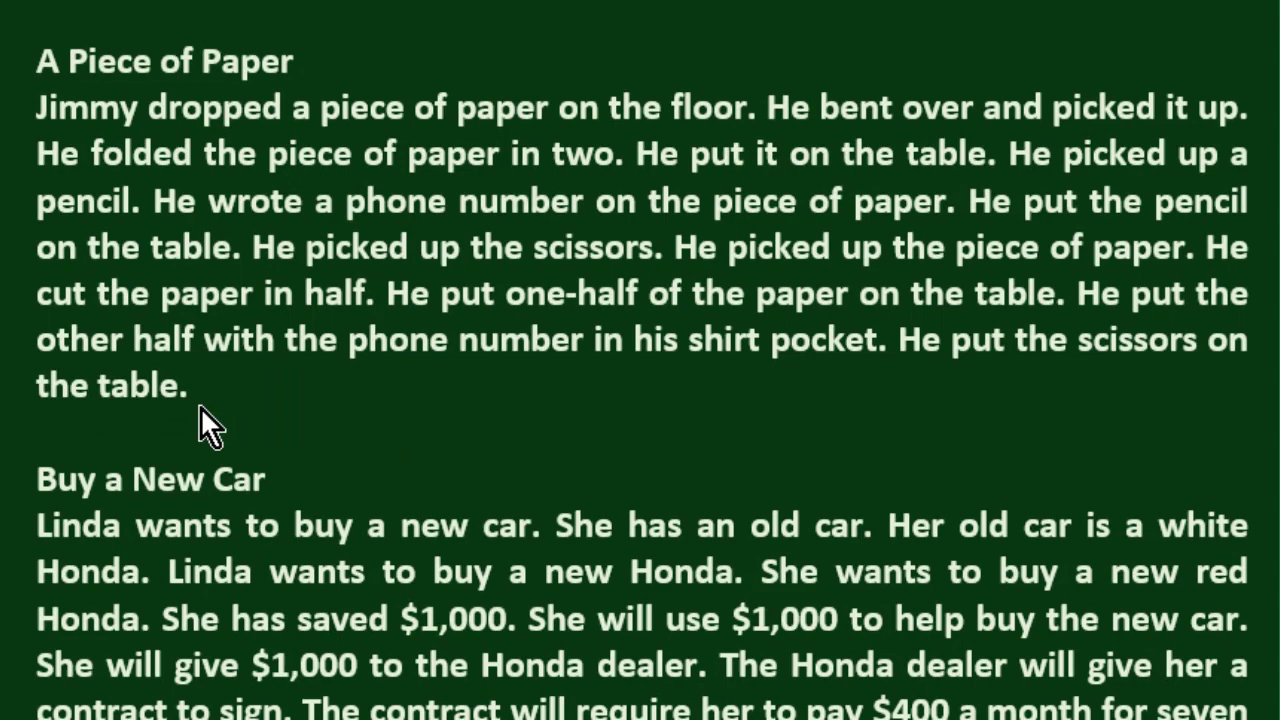 A Piece of Paper
Jimmy dropped a piece of paper on the floor. He bent over and picked it up.
He folded the piece of paper in two. He put it on the table. He picked up a
pencil. He wrote a phone number on the piece of paper. He put the pencil
on the table. He picked up the scissors. He picked up the piece of paper. He
cut the paper in half. He put one-half of the paper on the table. He put the
other half with the phone number in his shirt pocket. He put the scissors on
the table.
Buy a New Car
Linda wants to buy a new car. She has an old car. Her old car is a white
Honda. Linda wants to buy a new Honda. She wants to buy a new red
Honda. She has saved $1,000. She will use $1,000 to help buy the new car.
She will give $1,000 to the Honda dealer. The Honda dealer will give her a
contract to sign. The contract will require her to pay $400 a month for seven